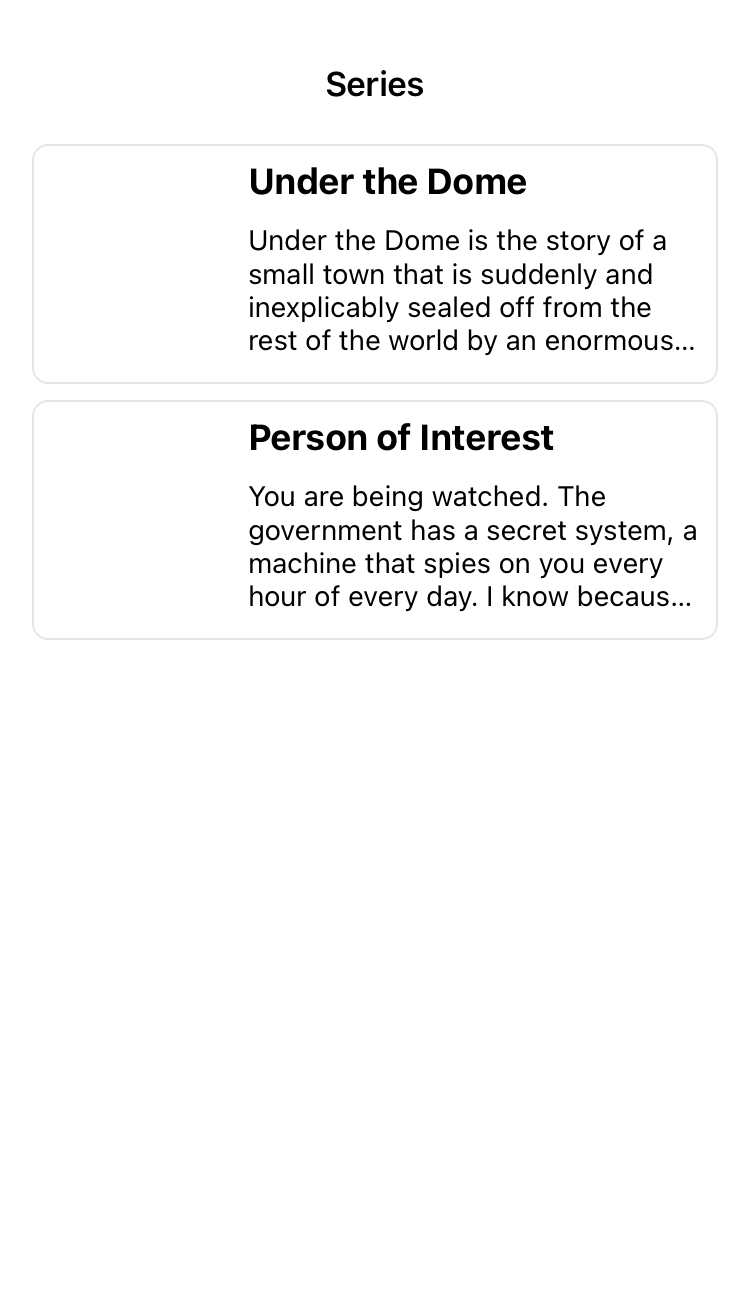 Series
Under the Dome
Under the Dome is the story of a
small town that is suddenly and
inexplicably sealed off from the
rest of the world by an enormous...
Person of Interest
You are being watched. The
government has a secret system, a
machine that spies on you every
hour of every day. I know becaus...